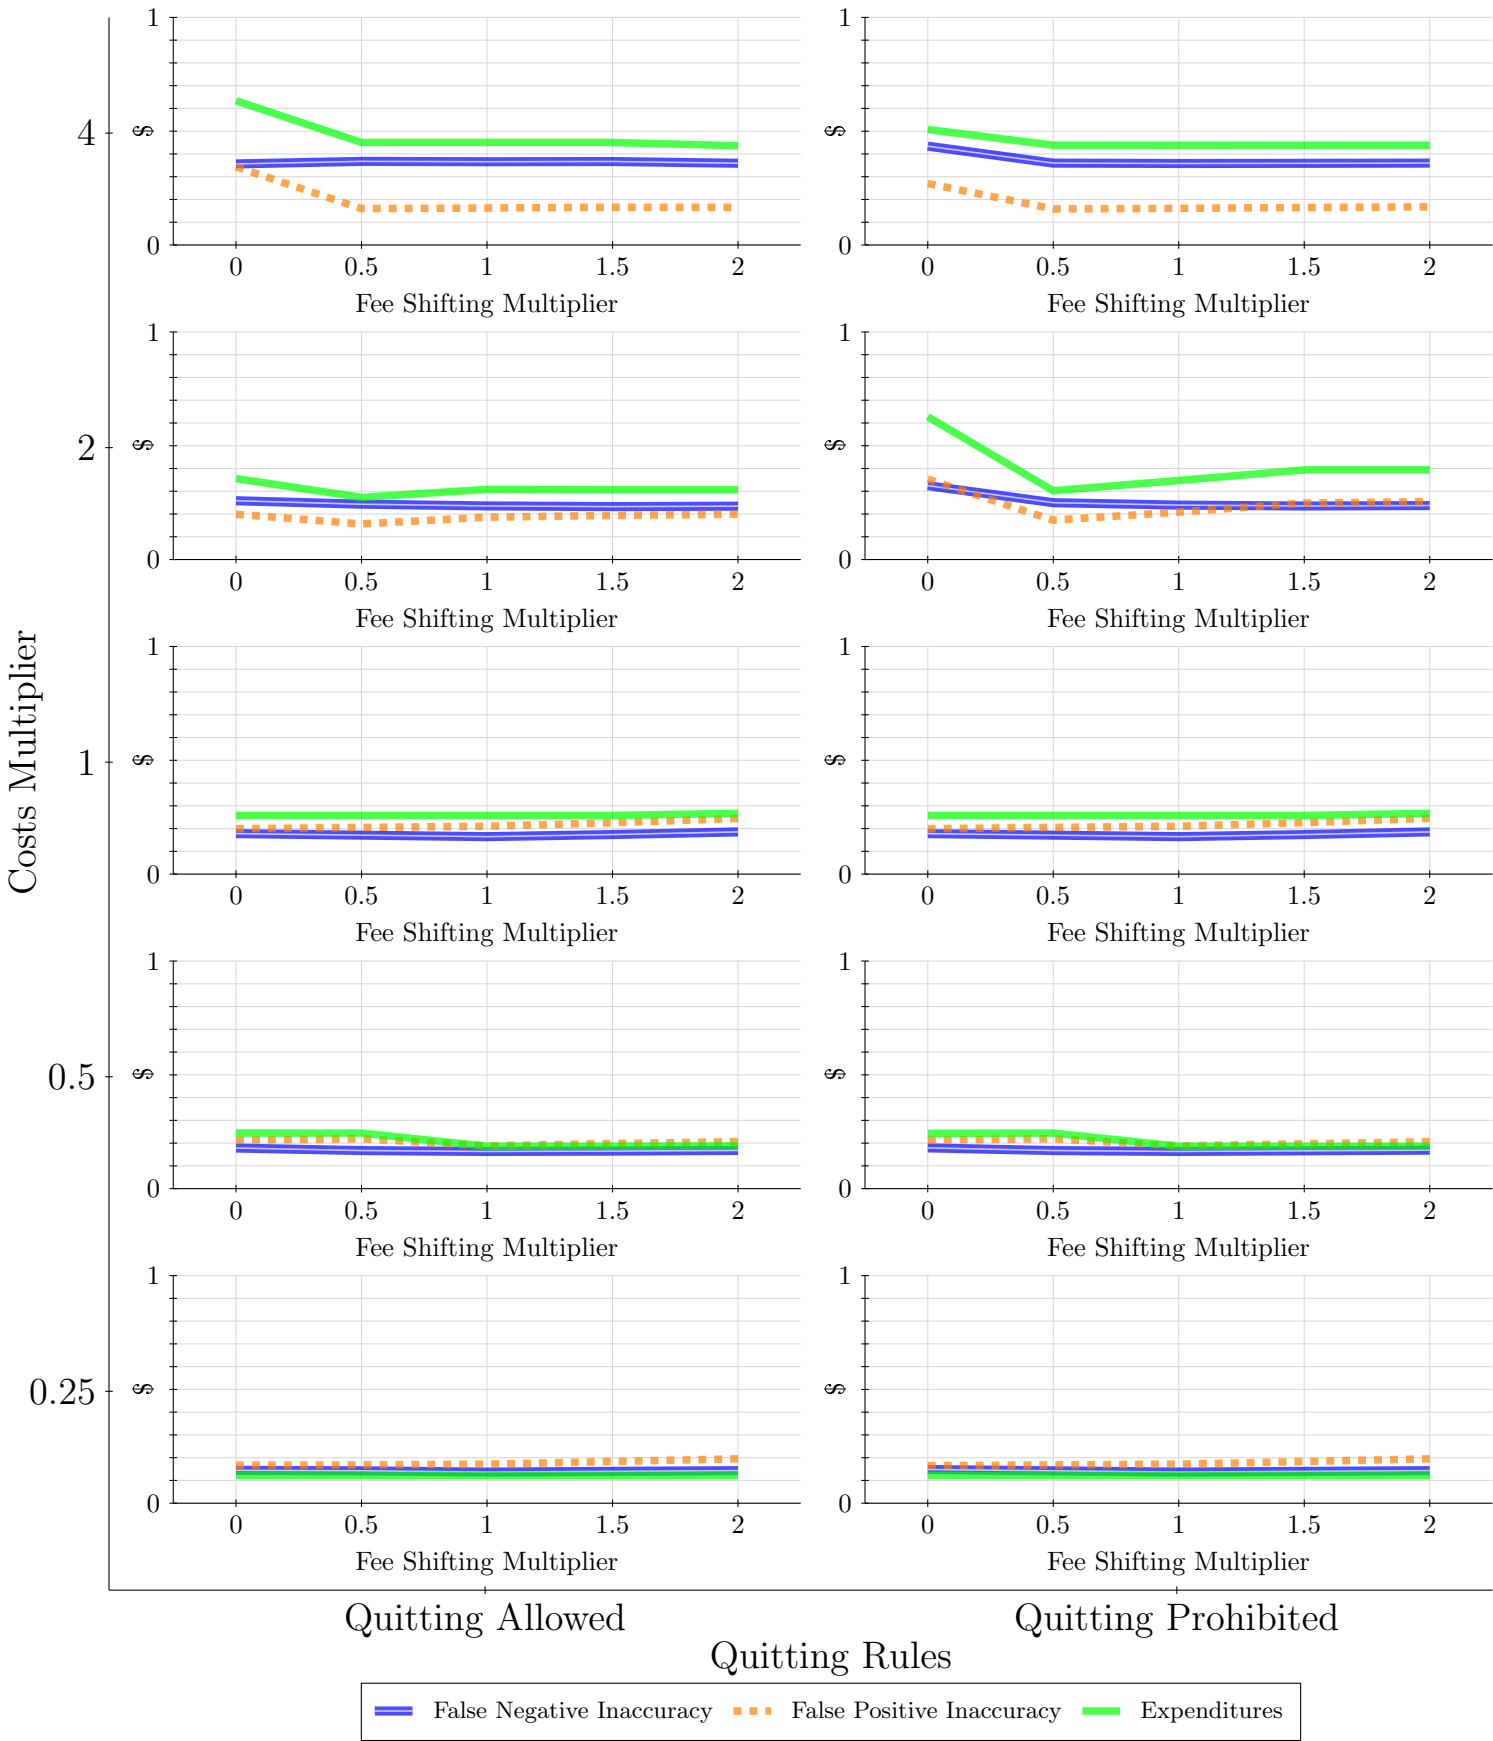 Costs Multiplier
4
2
1
0.5
0.25
1
$
0
0 0.5 1 1.5 2
Fee Shifting Multiplier
1
$
0
0 0.5 1 1.5 2
Fee Shifting Multiplier
1
$
0
0 0.5 1 1.5 2
Fee Shifting Multiplier
1
$
0
0 0.5 1 1.5 2
Fee Shifting Multiplier
1
$
0
0 0.5 1 1.5 2
Fee Shifting Multiplier
1
$
0
0 0.5 1 1.5 2
Fee Shifting Multiplier
1
$
0
0 0.5 1 1.5 2
Fee Shifting Multiplier
1
$
0
0 0.5 1 1.5 2
Fee Shifting Multiplier
1
$
0
0 0.5 1 1.5 2
Fee Shifting Multiplier
1
$
0
0 0.5 1 1.5 2
Fee Shifting Multiplier
Quitting Allowed Quitting Prohibited
Quitting Rules
False Negative Inaccuracy False Positive Inaccuracy Expenditures